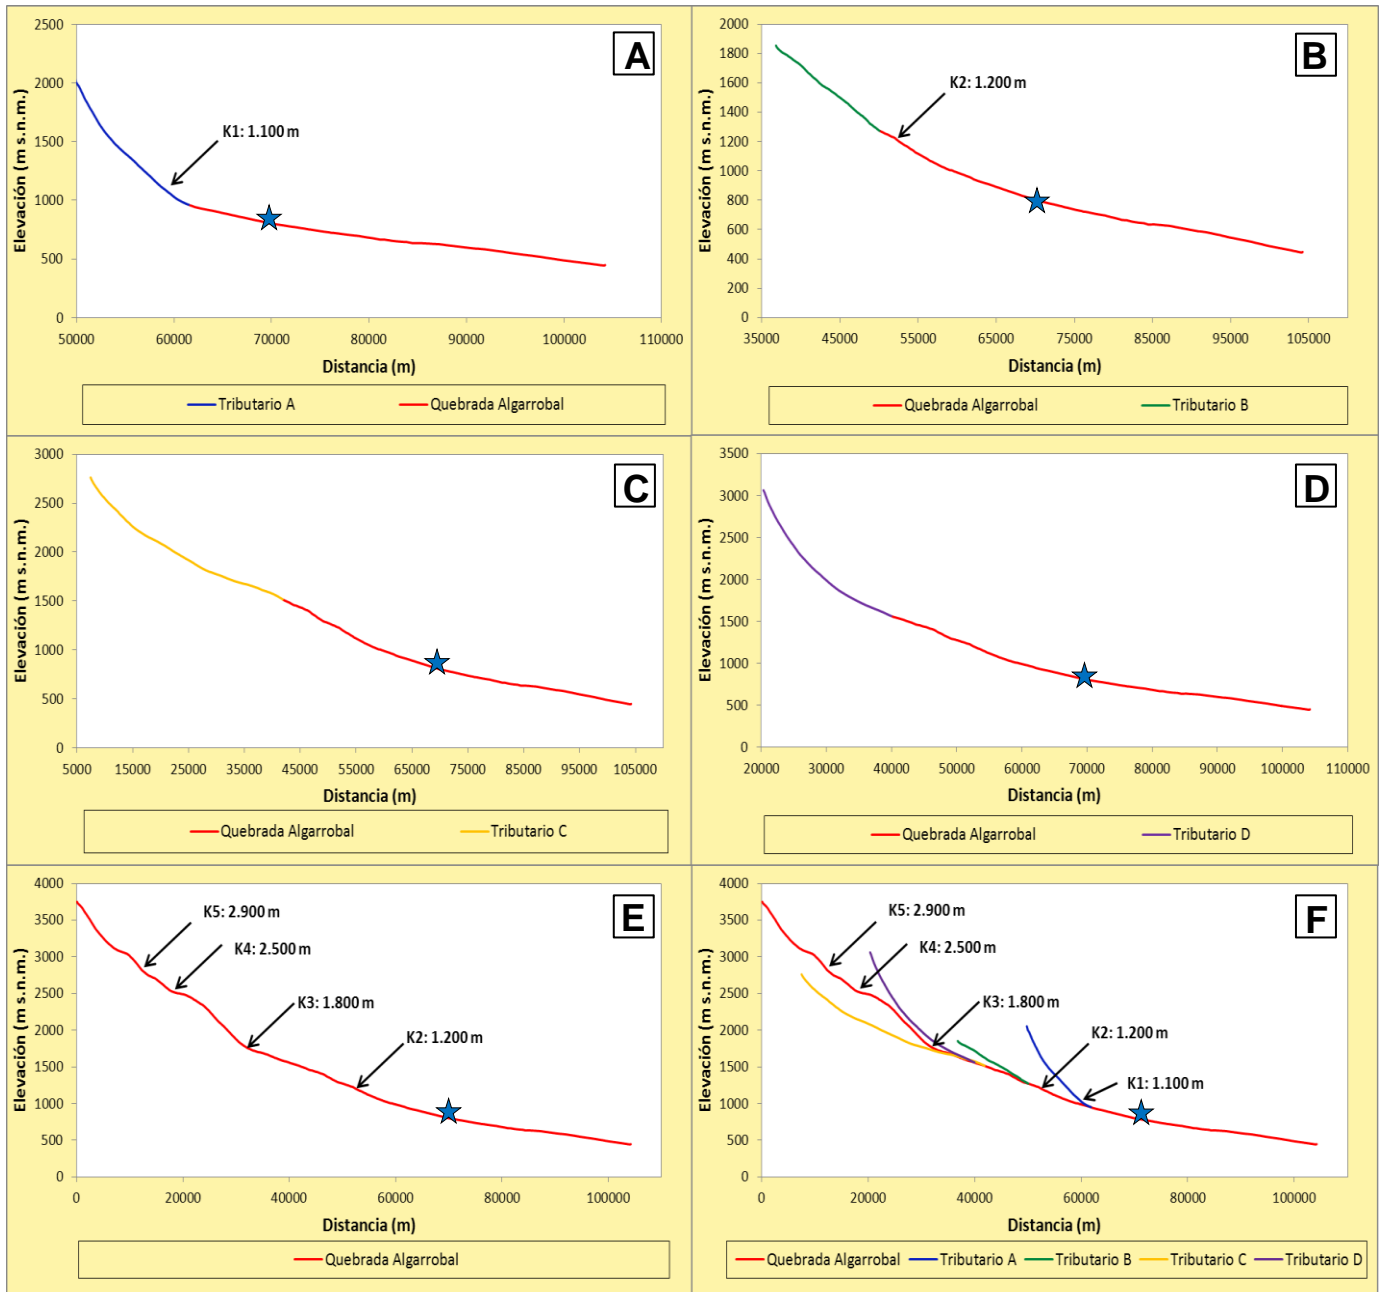 A
Elevación (m s.n.m.)
2500
2000
1500
1000
500
0
K1: 1.100 m
50000 60000 70000 80000 90000 100000 110000
Distancia (m)
Tributario A Quebrada Algarrobal
B
Elevación (m s.n.m.)
2000
1800
1600
1400
1200
1000
800
600
400
200
0
K2: 1.200 m
35000 45000 55000 65000 75000 85000 95000 105000
Distancia (m)
Quebrada Algarrobal Tributario B
C
Elevación (m s.n.m.)
3000
2500
2000
1500
1000
500
0
5000 15000 25000 35000 45000 55000 65000 75000 85000 95000 105000
Distancia (m)
Quebrada Algarrobal Tributario C
D
Elevación (m s.n.m.)
3500
3000
2500
2000
1500
1000
500
0
20000 30000 40000 50000 60000 70000 80000 90000 100000 110000
Distancia (m)
Quebrada Algarrobal Tributario D
E
Elevación (m s.n.m.)
4000
3500
3000
2500
2000
1500
1000
500
0
K5: 2.900 m
K4: 2.500 m
K3: 1.800 m
K2: 1.200 m
0 20000 40000 60000 80000 100000
Distancia (m)
Quebrada Algarrobal
F
Elevación (m s.n.m.)
4000
3500
3000
2500
2000
1500
1000
500
0
K5: 2.900 m
K4: 2.500 m
K3: 1.800 m
K2: 1.200 m
K1: 1.100 m
0 20000 40000 60000 80000 100000
Distancia (m)
Quebrada Algarrobal Tributario A Tributario B Tributario C Tributario D